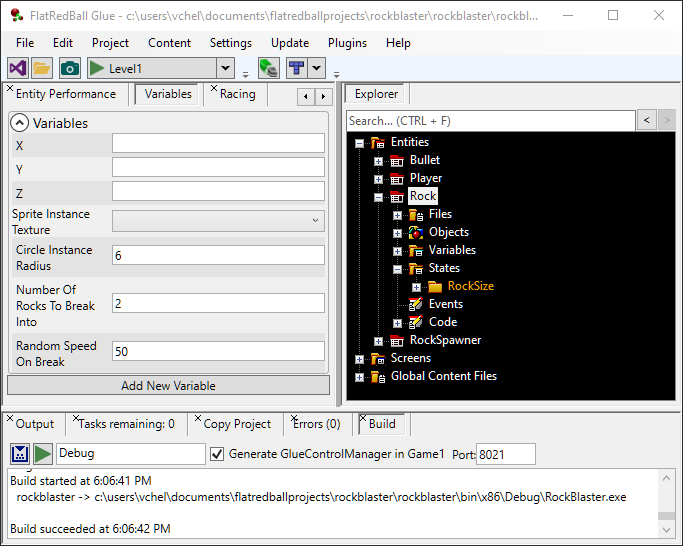 FlatRedBall Glue - c:\users\vchel\documents\flatredballprojects\rockblaster\rockblaster\rockbl...
File Project Content Settings Update Plugins Help
Level1
Entity Performance Variables Racing
Variables
X
Y
Z
Sprite Instance
Texture
Circle Instance
Radius
6
Number Of
Rocks To Break
Into
2
Random Speed
On Break
50
Add New Variable
Explorer
Search... (CTRL + F)
Entities
Bullet
Player
Rock
Files
Objects
Variables
States
RockSize
Events
Code
RockSpawner
Screens
Global Content Files
Output Tasks remaining: 0 Copy Project Errors (0) Build
Debug Generate GlueControlManager in Game1 Port: 8021
Build started at 6:06:41 PM
rockblaster -> c:\users\vchel\documents\flatredballprojects\rockblaster\rockblaster\bin\x86\Debug\RockBlaster.exe
Build succeeded at 6:06:42 PM